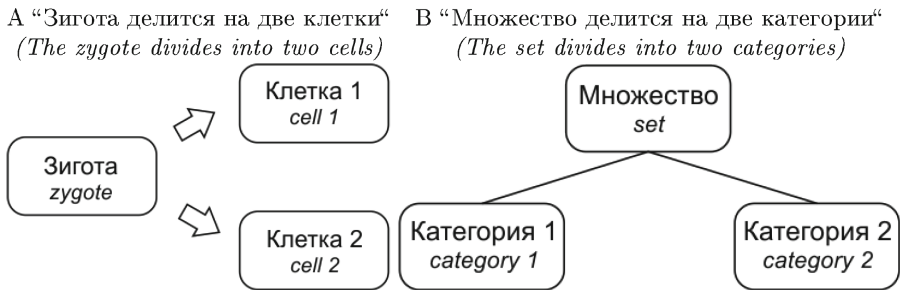 A “Зигота делится на две клетки“
(The zygote divides into two cells)
Клетка 1
cell 1
Зигота
zygote
Клетка 2
cell 2
B “Множество делится на две категории“
(The set divides into two categories)
Множество
set
Категория 1
category 1
Категория 2
category 2